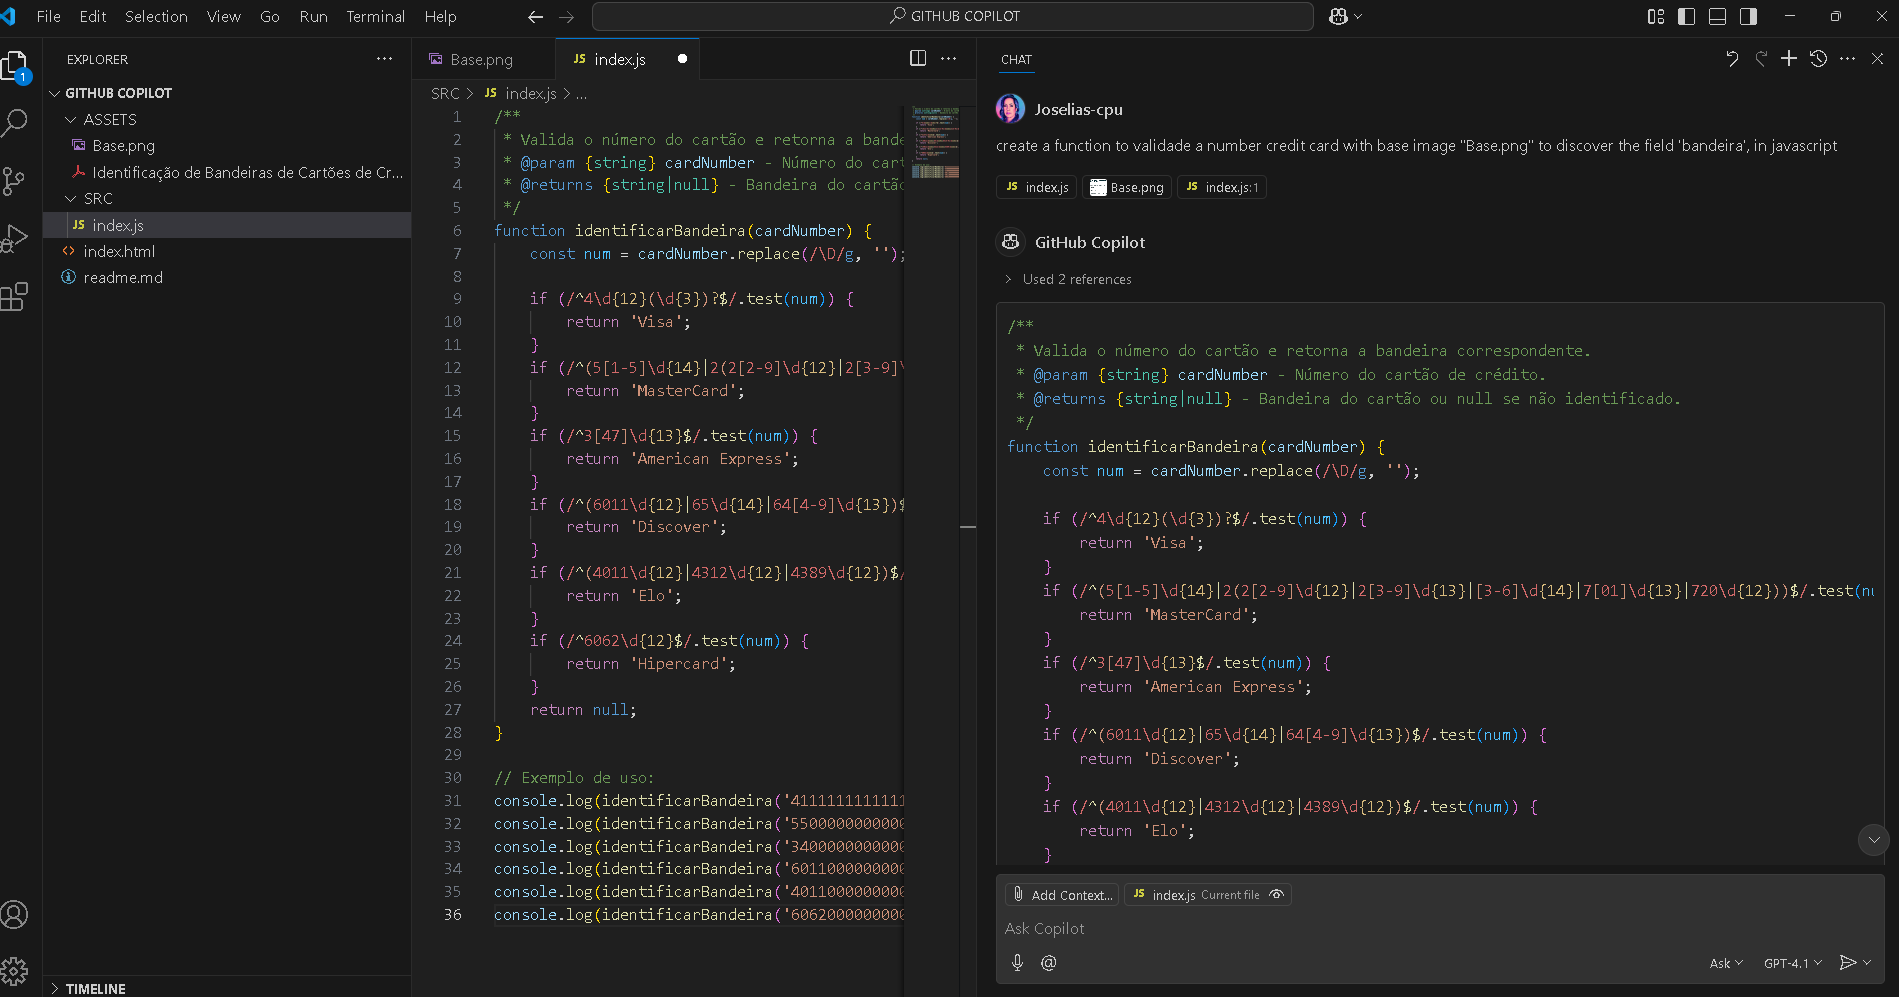 File Edit Selection View Go Run Terminal Help
GITHUB COPILOT
EXPLORER
1
GITHUB COPILOT
ASSETS
Base.png
Identificação de Bandeiras de Cartões de Cr...
SRC
JS index.js
index.html
readme.md
TIMELINE
Base.png
JS index.js
SRC > JS index.js > ...
1 /**
2 * Valida o número do cartão e retorna a bande
3 * @param {string} cardNumber - Número do cart
4 * @returns {string|null} - Bandeira do cartão
5 */
6 function identificarBandeira(cardNumber) {
7 const num = cardNumber.replace(/\D/g, '');
8
9 if (/^4\d{12}(\d{3})?$/.test(num)) {
10 return 'Visa';
11 }
12 if (/^(5[1-5]\d{14}|2(2[2-9]\d{12}|2[3-9]\
13 return 'MasterCard';
14 }
15 if (/^3[47]\d{13}$/.test(num)) {
16 return 'American Express';
17 }
18 if (/^(6011\d{12}|65\d{14}|64[4-9]\d{13})$
19 return 'Discover';
20 }
21 if (/^(4011\d{12}|4312\d{12}|4389\d{12})$/
22 return 'Elo';
23 }
24 if (/^6062\d{12}$/.test(num)) {
25 return 'Hipercard';
26 }
27 return null;
28 }
29
30 // Exemplo de uso:
31 console.log(identificarBandeira('4111111111111
32 console.log(identificarBandeira('5500000000000
33 console.log(identificarBandeira('3400000000000
34 console.log(identificarBandeira('6011000000000
35 console.log(identificarBandeira('4011000000000
36 console.log(identificarBandeira('6062000000000
CHAT
Joselias-cpu
create a function to validade a number credit card with base image "Base.png" to discover the field 'bandeira', in javascript
JS index.js Base.png JS index.js:1
GitHub Copilot
Used 2 references
/**
* Valida o número do cartão e retorna a bandeira correspondente.
* @param {string} cardNumber - Número do cartão de crédito.
* @returns {string|null} - Bandeira do cartão ou null se não identificado.
*/
function identificarBandeira(cardNumber) {
const num = cardNumber.replace(/\D/g, '');
if (/^4\d{12}(\d{3})?$/.test(num)) {
return 'Visa';
}
if (/^(5[1-5]\d{14}|2(2[2-9]\d{12}|2[3-9]\d{13}|[3-6]\d{14}|7[01]\d{13}|720\d{12}))$/.test(nu
return 'MasterCard';
}
if (/^3[47]\d{13}$/.test(num)) {
return 'American Express';
}
if (/^(6011\d{12}|65\d{14}|64[4-9]\d{13})$/.test(num)) {
return 'Discover';
}
if (/^(4011\d{12}|4312\d{12}|4389\d{12})$/.test(num)) {
return 'Elo';
}
Add Context... JS index.js Current file
Ask Copilot
@ Ask GPT-4.1